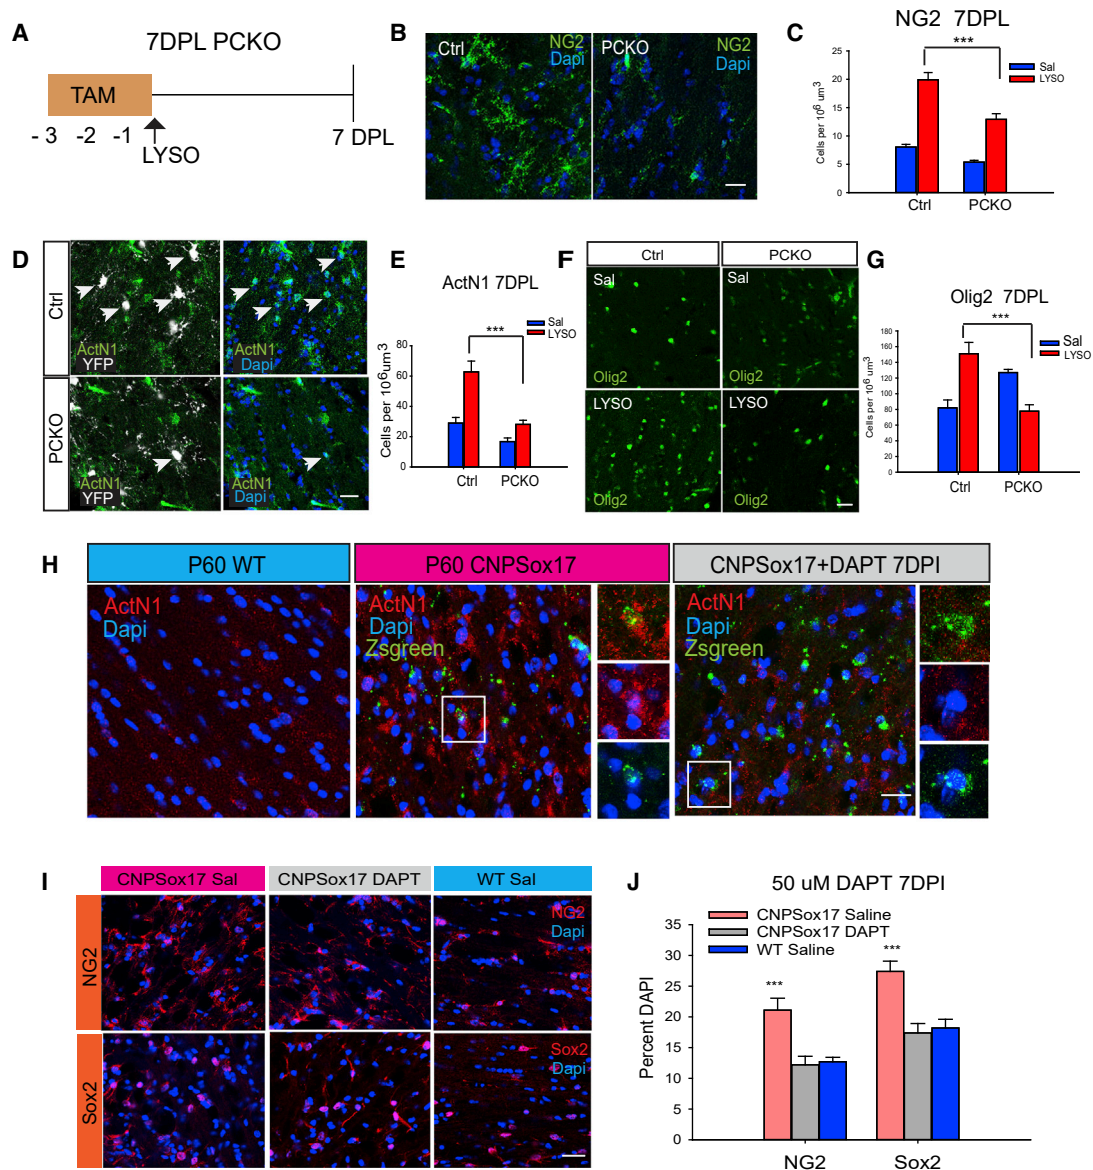 A
7DPL PCKO
TAM
- 3 -2 -1
LYSO
7 DPL
B
Ctrl
NG2
Dapi
PCKO
NG2
Dapi
C
NG2 7DPL
***
Sal
LYSO
Cells per 10⁶ um³
25
20
15
10
5
0
Ctrl
PCKO
D
Ctrl
ActN1
YFP
ActN1
Dapi
PCKO
ActN1
YFP
ActN1
Dapi
E
ActN1 7DPL
Sal
LYSO
***
Cells per 10⁶um³
80
60
40
20
0
Ctrl
PCKO
F
Ctrl
PCKO
Sal
Olig2
Sal
Olig2
LYSO
Olig2
LYSO
Olig2
G
Olig2 7DPL
***
Sal
LYSO
Cells per 10⁶ um³
180
160
140
120
100
80
60
40
20
0
Ctrl
PCKO
H
P60 WT
P60 CNPSox17
CNPSox17+DAPT 7DPI
ActN1
Dapi
ActN1
Dapi
Zsgreen
ActN1
Dapi
Zsgreen
I
CNPSox17 Sal
CNPSox17 DAPT
WT Sal
NG2
NG2
Dapi
Sox2
Sox2
Dapi
J
50 uM DAPT 7DPI
CNPSox17 Saline
CNPSox17 DAPT
WT Saline
***
***
Percent DAPI
35
30
25
20
15
10
5
0
NG2
Sox2